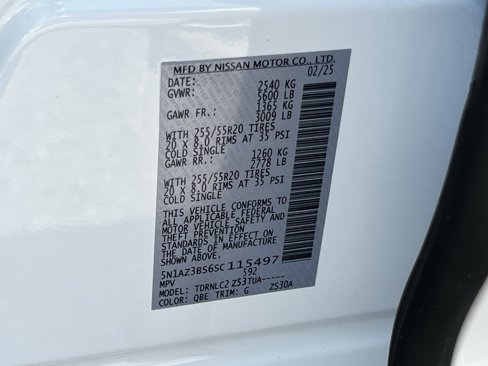 MFD BY NISSAN MOTOR CO., LTD.
DATE: 02/25
GVWR: 2540 KG
5600 LB
GAWR FR.: 1365 KG
3009 LB
WITH 255/55R20 TIRES
20 X 8.0 RIMS AT 35 PSI
COLD SINGLE
GAWR RR.: 1260 KG
2778 LB
WITH 255/55R20 TIRES
20 X 8.0 RIMS AT 35 PSI
COLD SINGLE
THIS VEHICLE CONFORMS TO
ALL APPLICABLE FEDERAL
MOTOR VEHICLE SAFETY AND
THEFT PREVENTION
STANDARDS IN EFFECT ON
THE DATE OF MANUFACTURE
SHOWN ABOVE.
5N1AZ3BS6SC115497
MPV 592
MODEL: TDRNLC2 Z53TUA-----
COLOR: QBE TRIM: G ZS30A